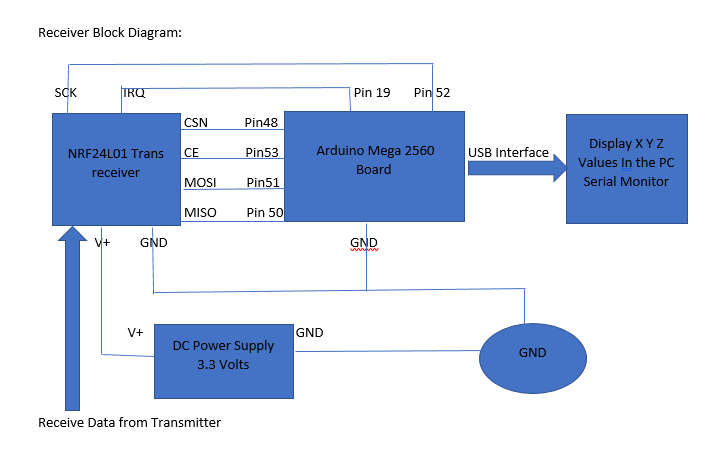 Receiver Block Diagram:
SCK IRQ Pin 19 Pin 52
CSN Pin48
NRF24L01 Trans
receiver
CE Pin53
MOSI Pin51
MISO Pin 50
Arduino Mega 2560
Board
USB Interface
Display X Y Z
Values In the PC
Serial Monitor
V+ GND GND
V+ GND
DC Power Supply
3.3 Volts
GND
Receive Data from Transmitter